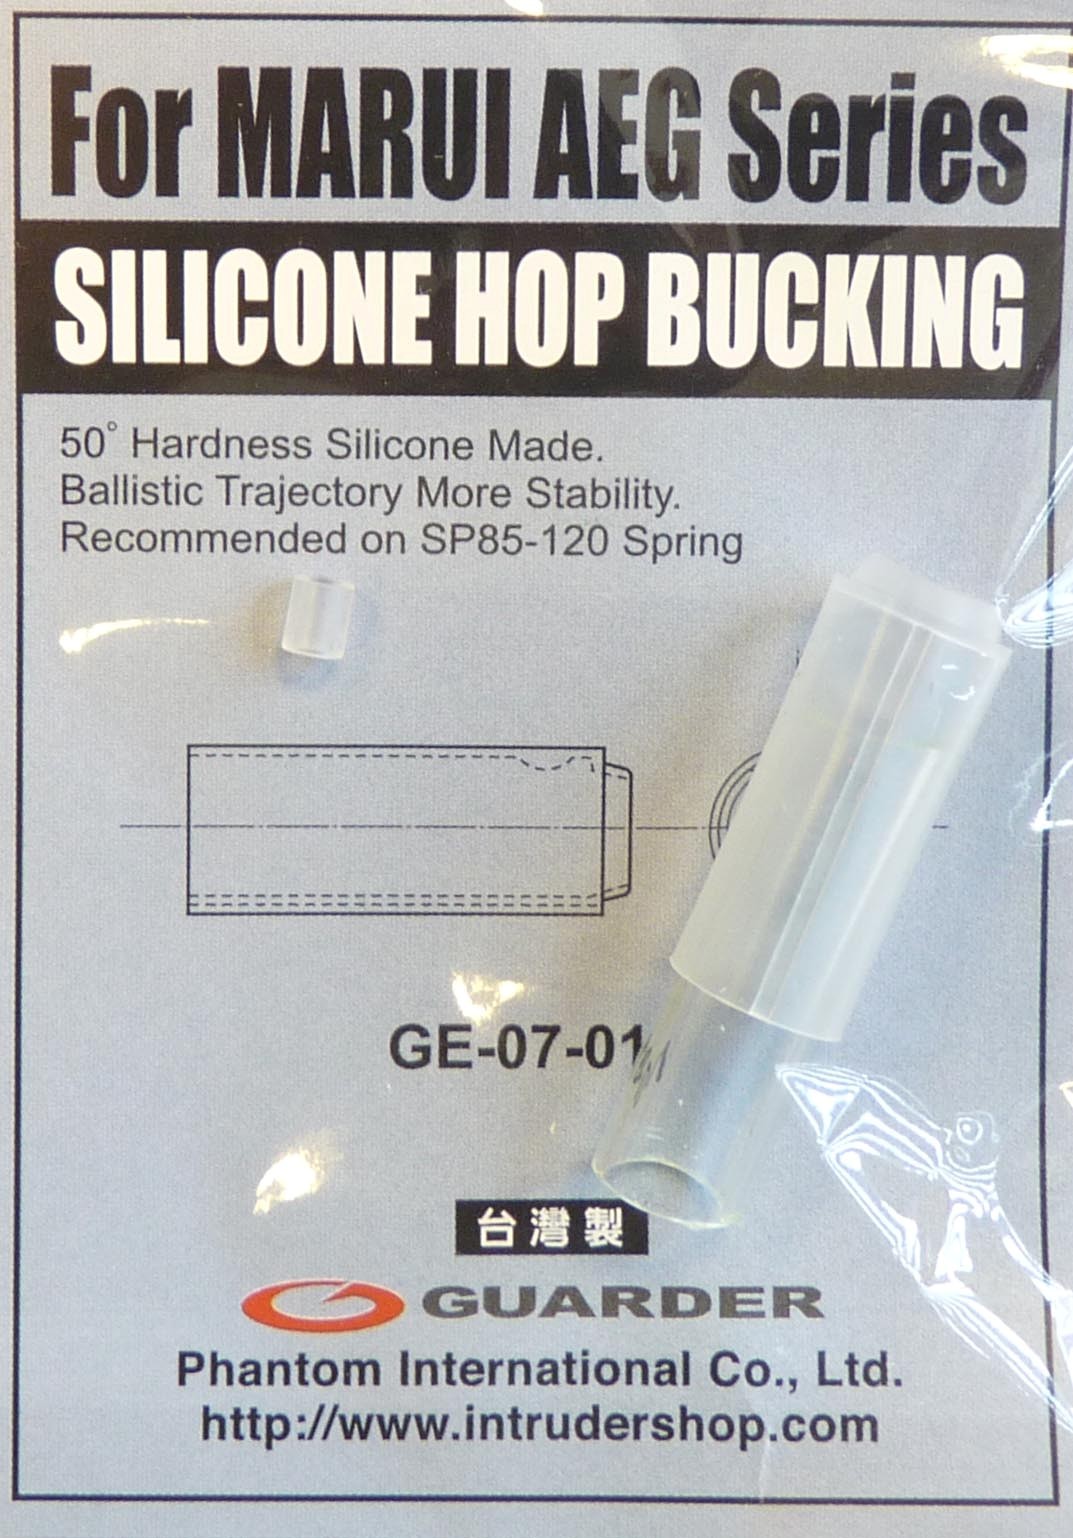 For MARUI AEG Series
SILICONE HOP BUCKING
50° Hardness Silicone Made.
Ballistic Trajectory More Stability.
Recommended on SP85-120 Spring
GE-07-01
台灣製
GUARDER
Phantom International Co., Ltd.
http://www.intrudershop.com